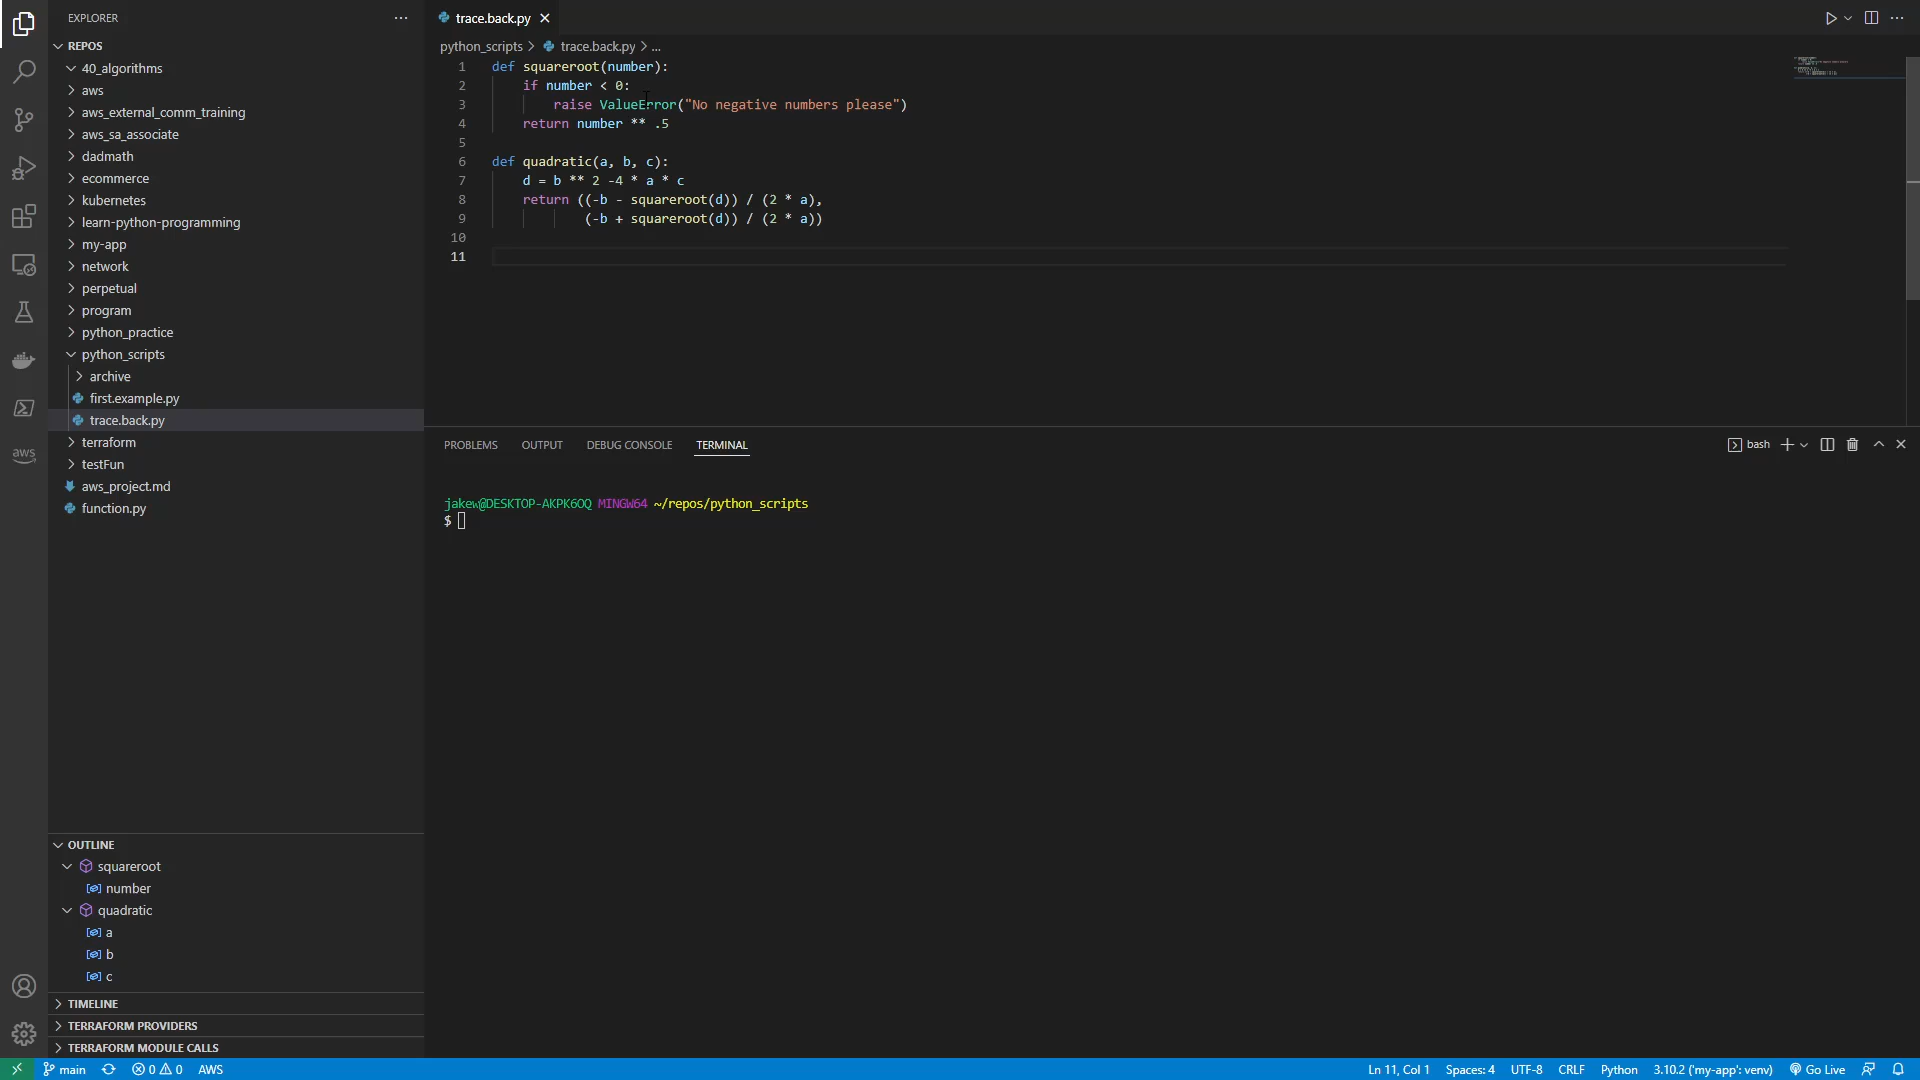 EXPLORER
REPOS
40_algorithms
aws
aws_external_comm_training
aws_sa_associate
dadmath
ecommerce
kubernetes
learn-python-programming
my-app
network
perpetual
program
python_practice
python_scripts
archive
first.example.py
trace.back.py
terraform
testFun
aws_project.md
function.py
OUTLINE
squareroot
number
quadratic
a
b
c
TIMELINE
TERRAFORM PROVIDERS
TERRAFORM MODULE CALLS
aws
trace.back.py
python_scripts > trace.back.py > ...
1 def squareroot(number):
2 if number < 0:
3 raise ValueError("No negative numbers please")
4 return number ** .5
5
6 def quadratic(a, b, c):
7 d = b ** 2 -4 * a * c
8 return ((-b - squareroot(d)) / (2 * a),
9 (-b + squareroot(d)) / (2 * a))
10
11
PROBLEMS OUTPUT DEBUG CONSOLE TERMINAL bash
jakew@DESKTOP-AKPK6OQ MINGW64 ~/repos/python_scripts
$
main 0 0 AWS Ln 11, Col 1 Spaces: 4 UTF-8 CRLF Python 3.10.2 ('my-app': venv) Go Live